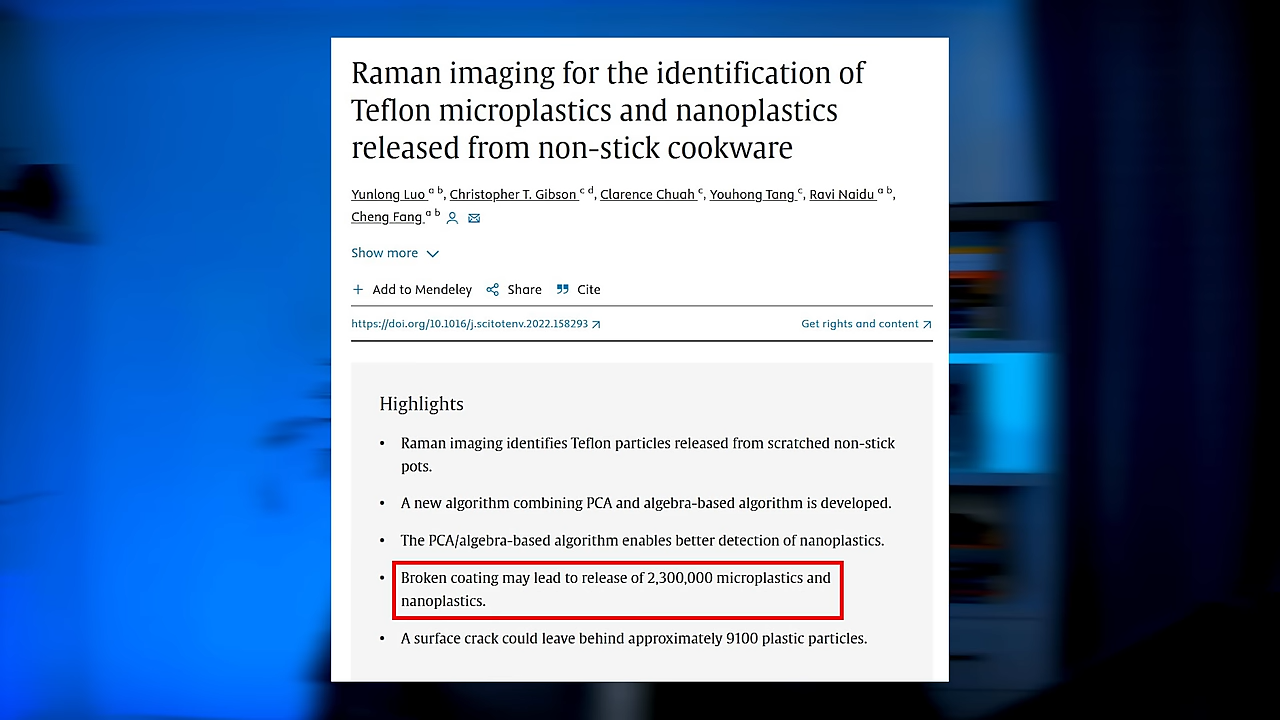 Raman imaging for the identification of
Teflon microplastics and nanoplastics
released from non-stick cookware
Yunlong Luo a b, Christopher T. Gibson c d, Clarence Chuah c, Youhong Tang c, Ravi Naidu a b,
Cheng Fang a b
Show more
Add to Mendeley Share Cite
https://doi.org/10.1016/j.scitotenv.2022.158293 Get rights and content
Highlights
• Raman imaging identifies Teflon particles released from scratched non-stick
pots.
• A new algorithm combining PCA and algebra-based algorithm is developed.
• The PCA/algebra-based algorithm enables better detection of nanoplastics.
• Broken coating may lead to release of 2,300,000 microplastics and
nanoplastics.
• A surface crack could leave behind approximately 9100 plastic particles.